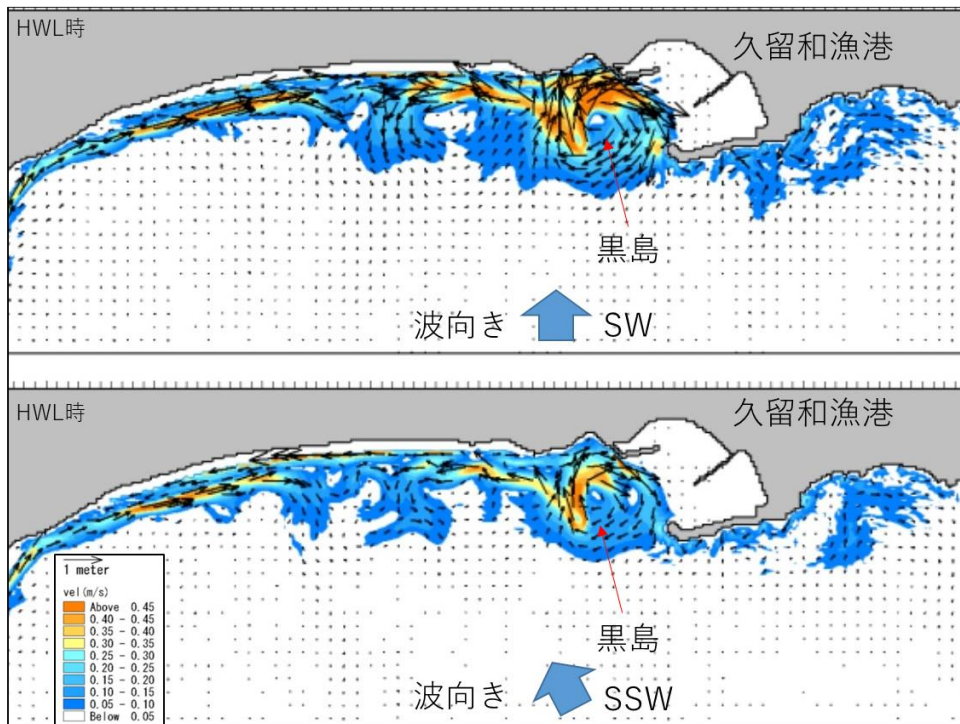 HWL時
久留和漁港
黒島
波向き SW
HWL時
久留和漁港
1 meter
vel(m/s)
Above 0.45
0.40 - 0.45
0.35 - 0.40
0.30 - 0.35
0.25 - 0.30
0.20 - 0.25
0.15 - 0.20
0.10 - 0.15
0.05 - 0.10
Below 0.05
黒島
波向き SSW